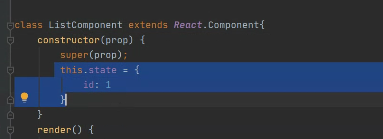 class ListComponent extends React.Component{
constructor(prop) {
super(prop);
this.state = {
id: 1
}
}
render() {